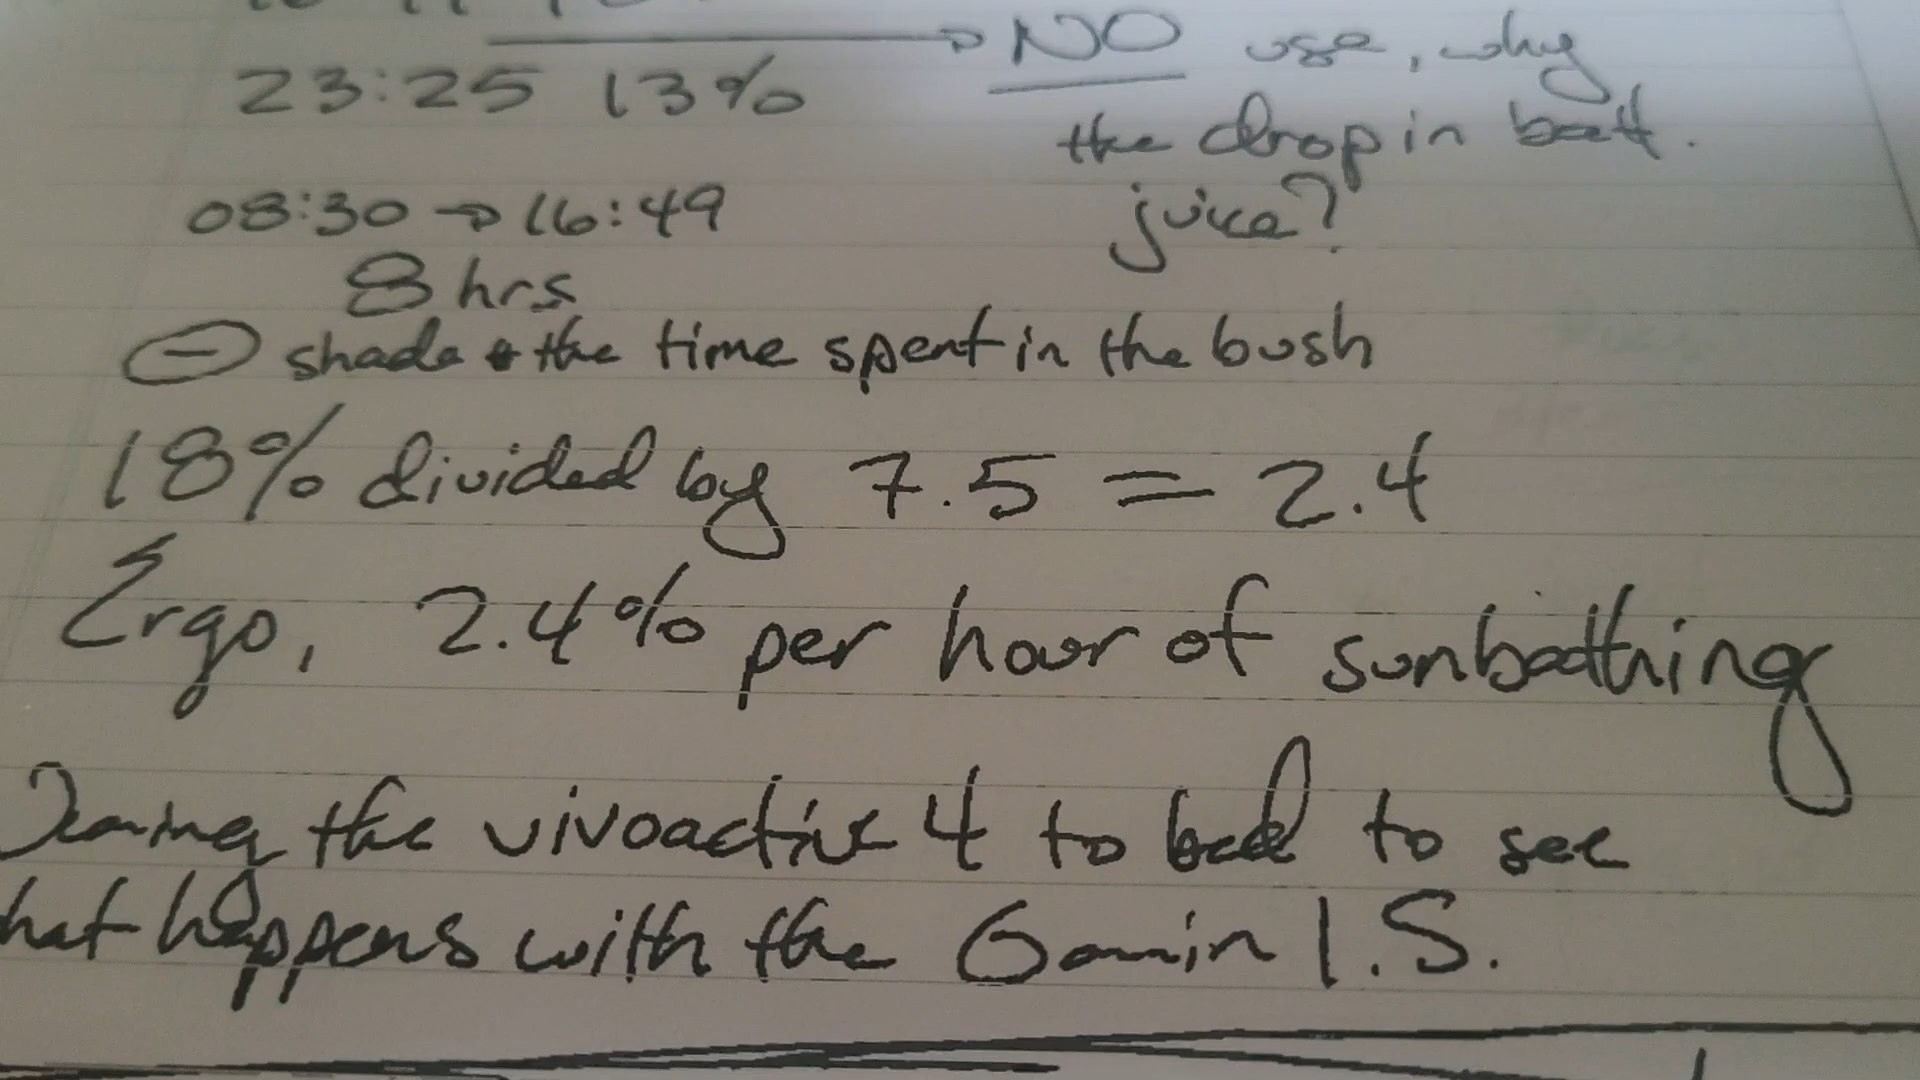 → NO use, why
23:25 13% the drop in batt.
08:30 → 16:49 juice?
8 hrs
⊖ shade & the time spent in the bush
18% divided by 7.5 = 2.4
Ergo, 2.4% per hour of sunbathing
the vivoactive 4 to bed to see
hat happens with the Gamin I.S.